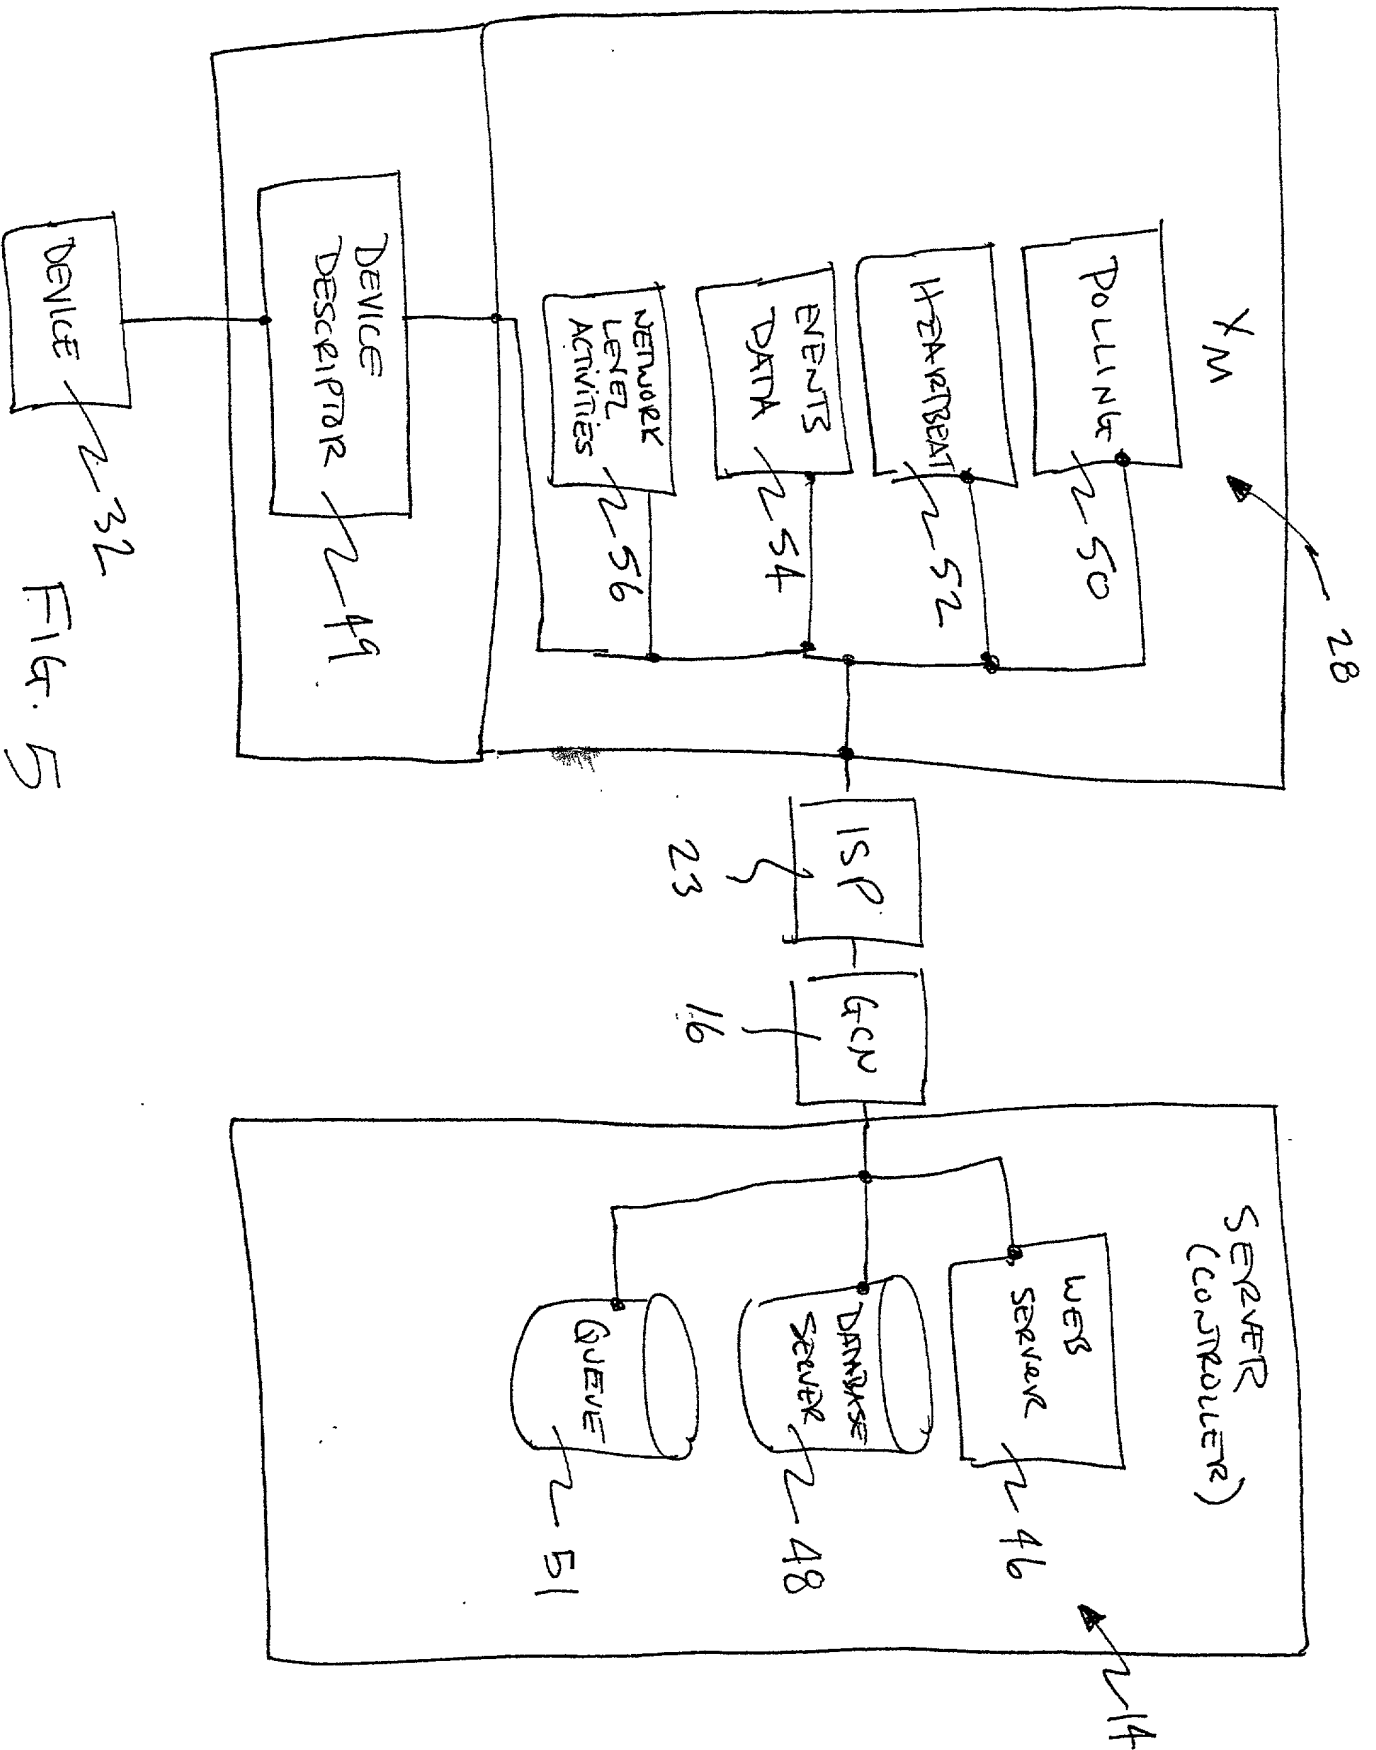 XM
28
POLLING
50
HEARTBEAT
52
EVENTS
DATA
54
NETWORK
LEVEL
ACTIVITIES
56
DEVICE
DESCRIPTOR
49
DEVICE
32
ISP
23
GCN
16
SERVER
(CONTROLLER)
WEB
SERVER
46
DATABASE
SERVER
48
QUEUE
51
14
FIG. 5